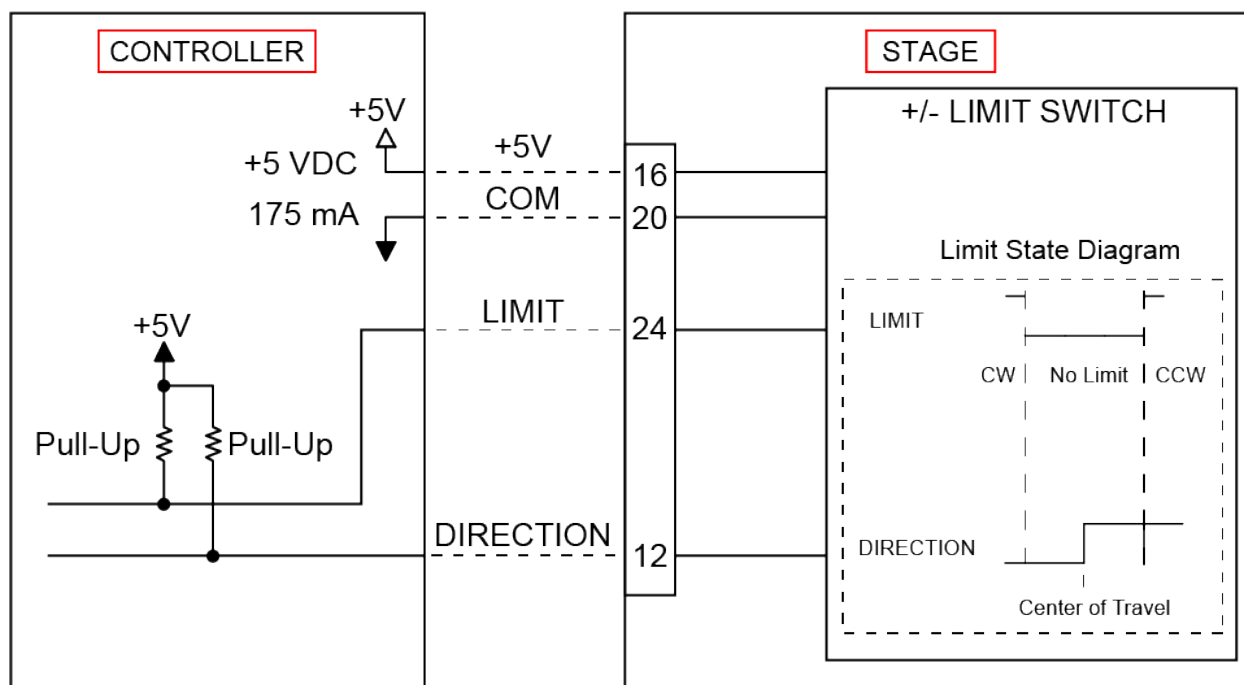 CONTROLLER
STAGE
+/- LIMIT SWITCH
+5V
+5 VDC
+5V
16
175 mA
COM
20
Limit State Diagram
LIMIT
24
LIMIT
+5V
CW
No Limit
CCW
Pull-Up
Pull-Up
DIRECTION
12
DIRECTION
Center of Travel